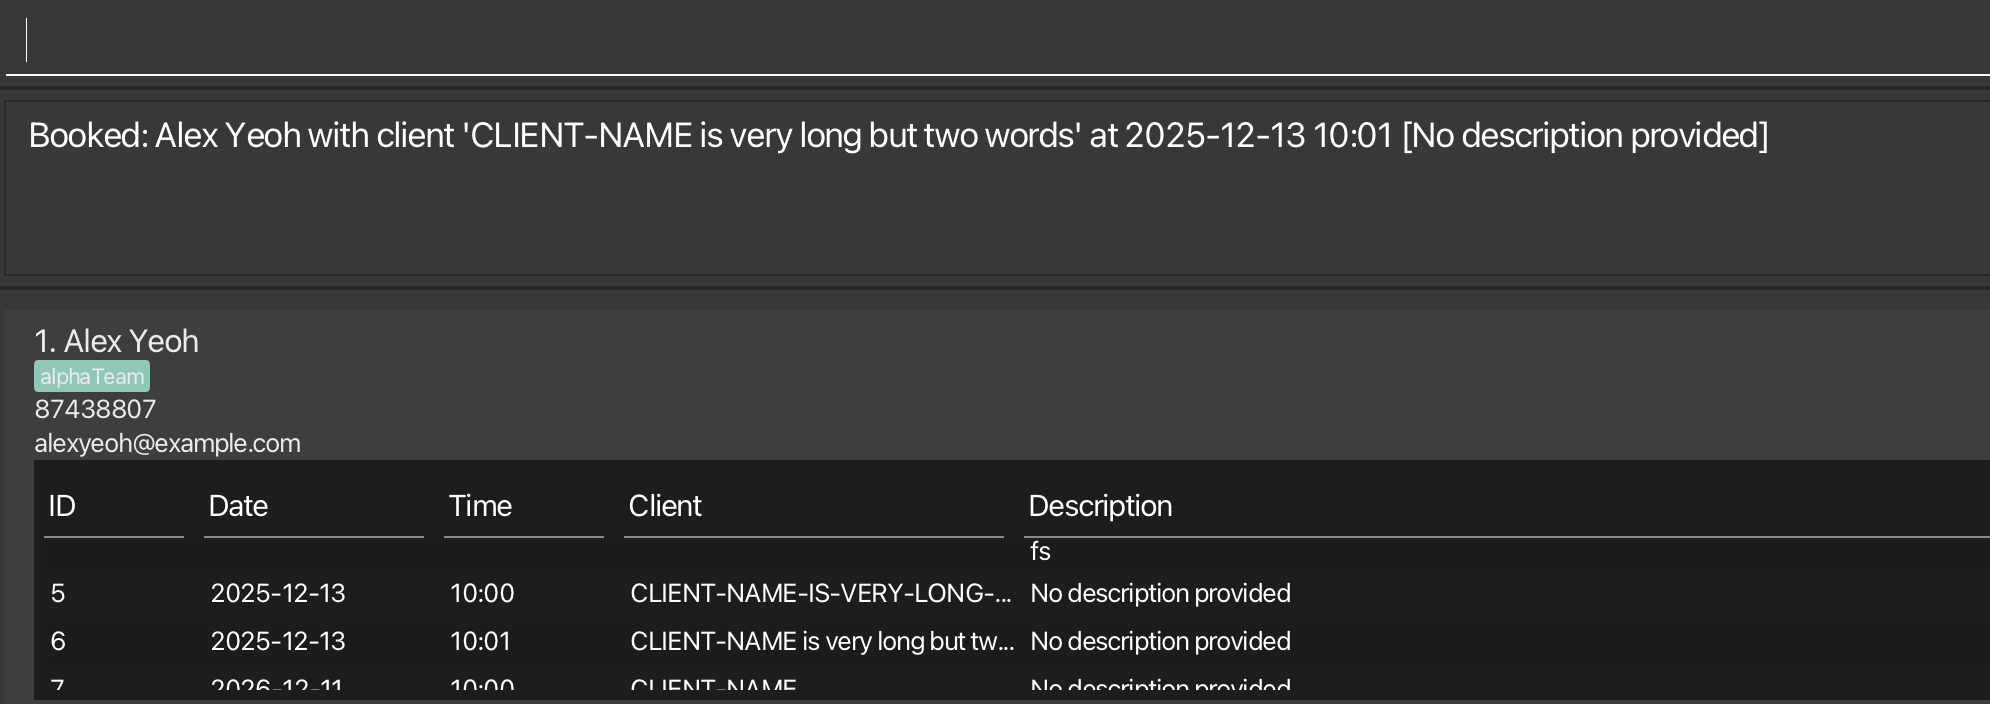 Booked: Alex Yeoh with client 'CLIENT-NAME is very long but two words' at 2025-12-13 10:01 [No description provided]
1. Alex Yeoh
alphaTeam
87438807
alexyeoh@example.com
ID Date Time Client Description
fs
5 2025-12-13 10:00 CLIENT-NAME-IS-VERY-LONG-... No description provided
6 2025-12-13 10:01 CLIENT-NAME is very long but tw... No description provided
7 2026-12-11 10:00 CLIENT-NAME No description provided